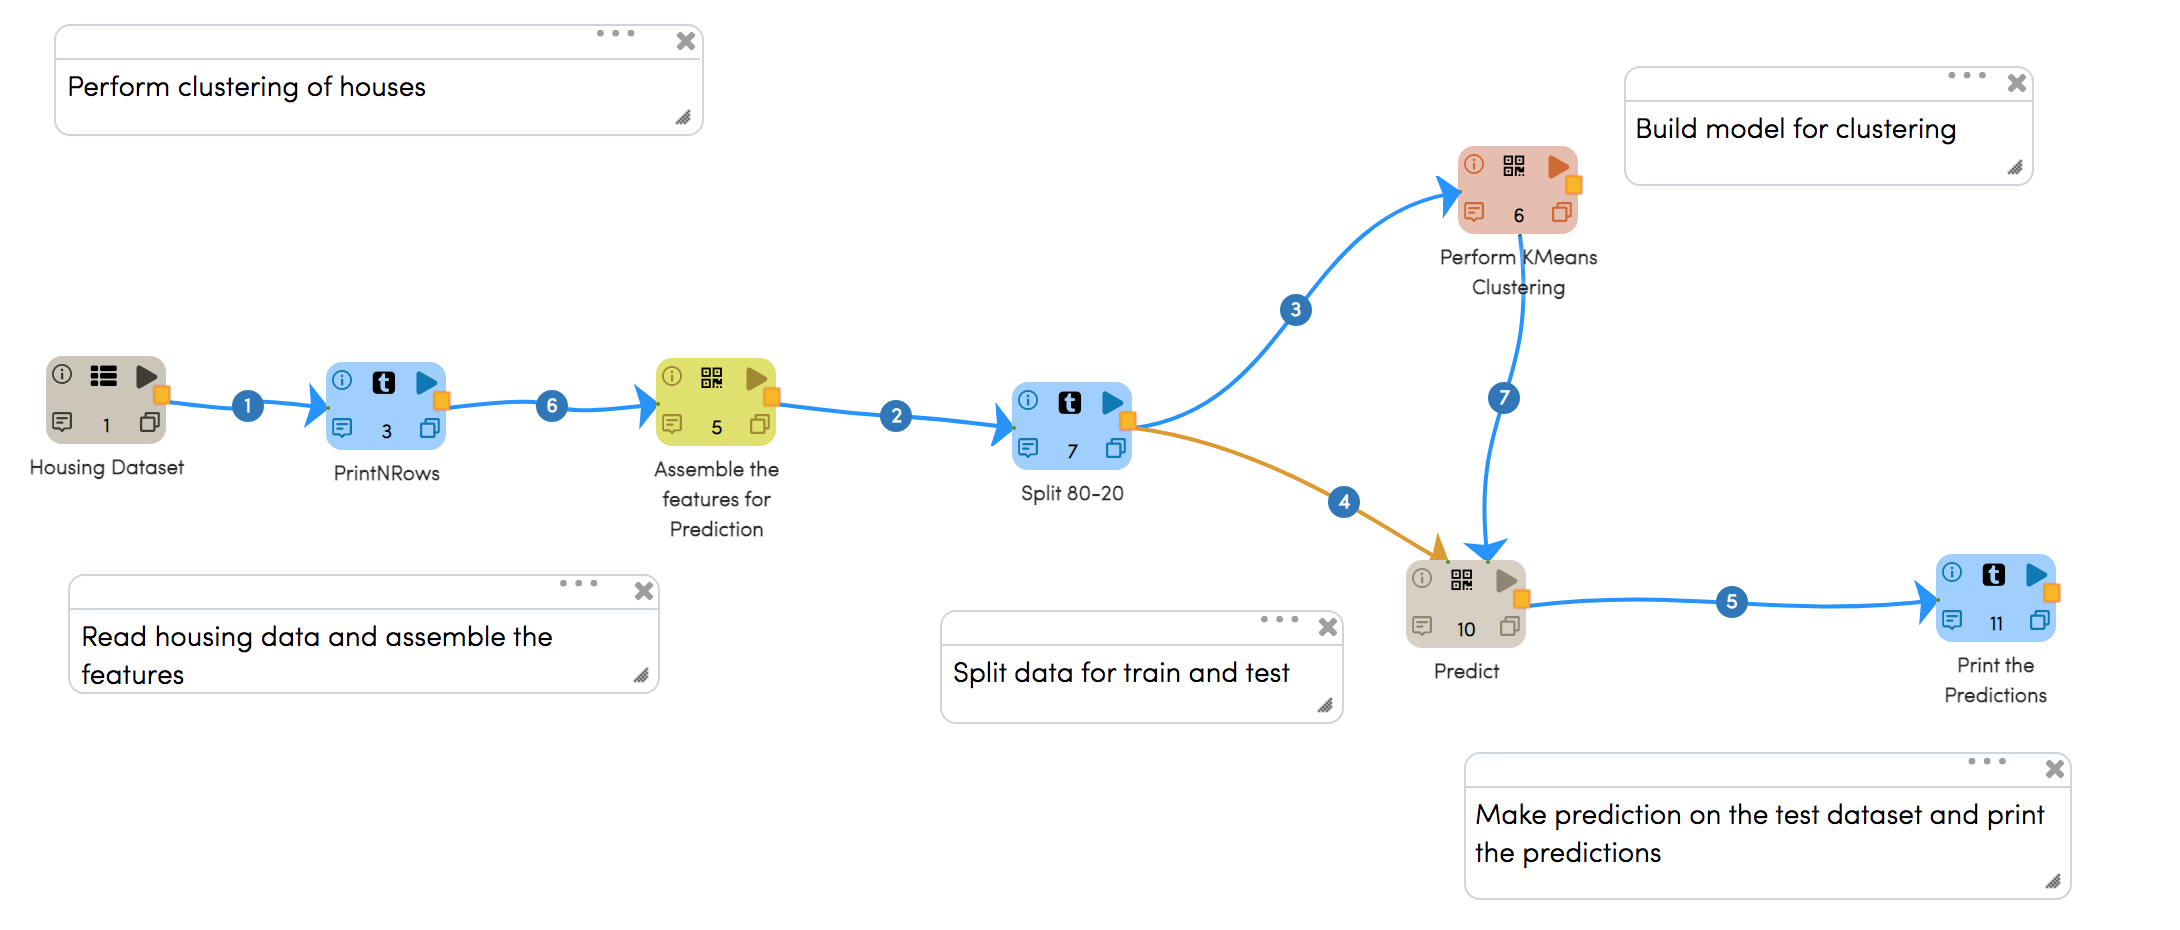 Perform clustering of houses
Build model for clustering
6
Perform KMeans
Clustering
3
1
Housing Dataset
1
3
PrintNRows
6
5
Assemble the
features for
Prediction
2
7
Split 80-20
7
4
10
Predict
5
11
Print the
Predictions
Read housing data and assemble the
features
Split data for train and test
Make prediction on the test dataset and print
the predictions